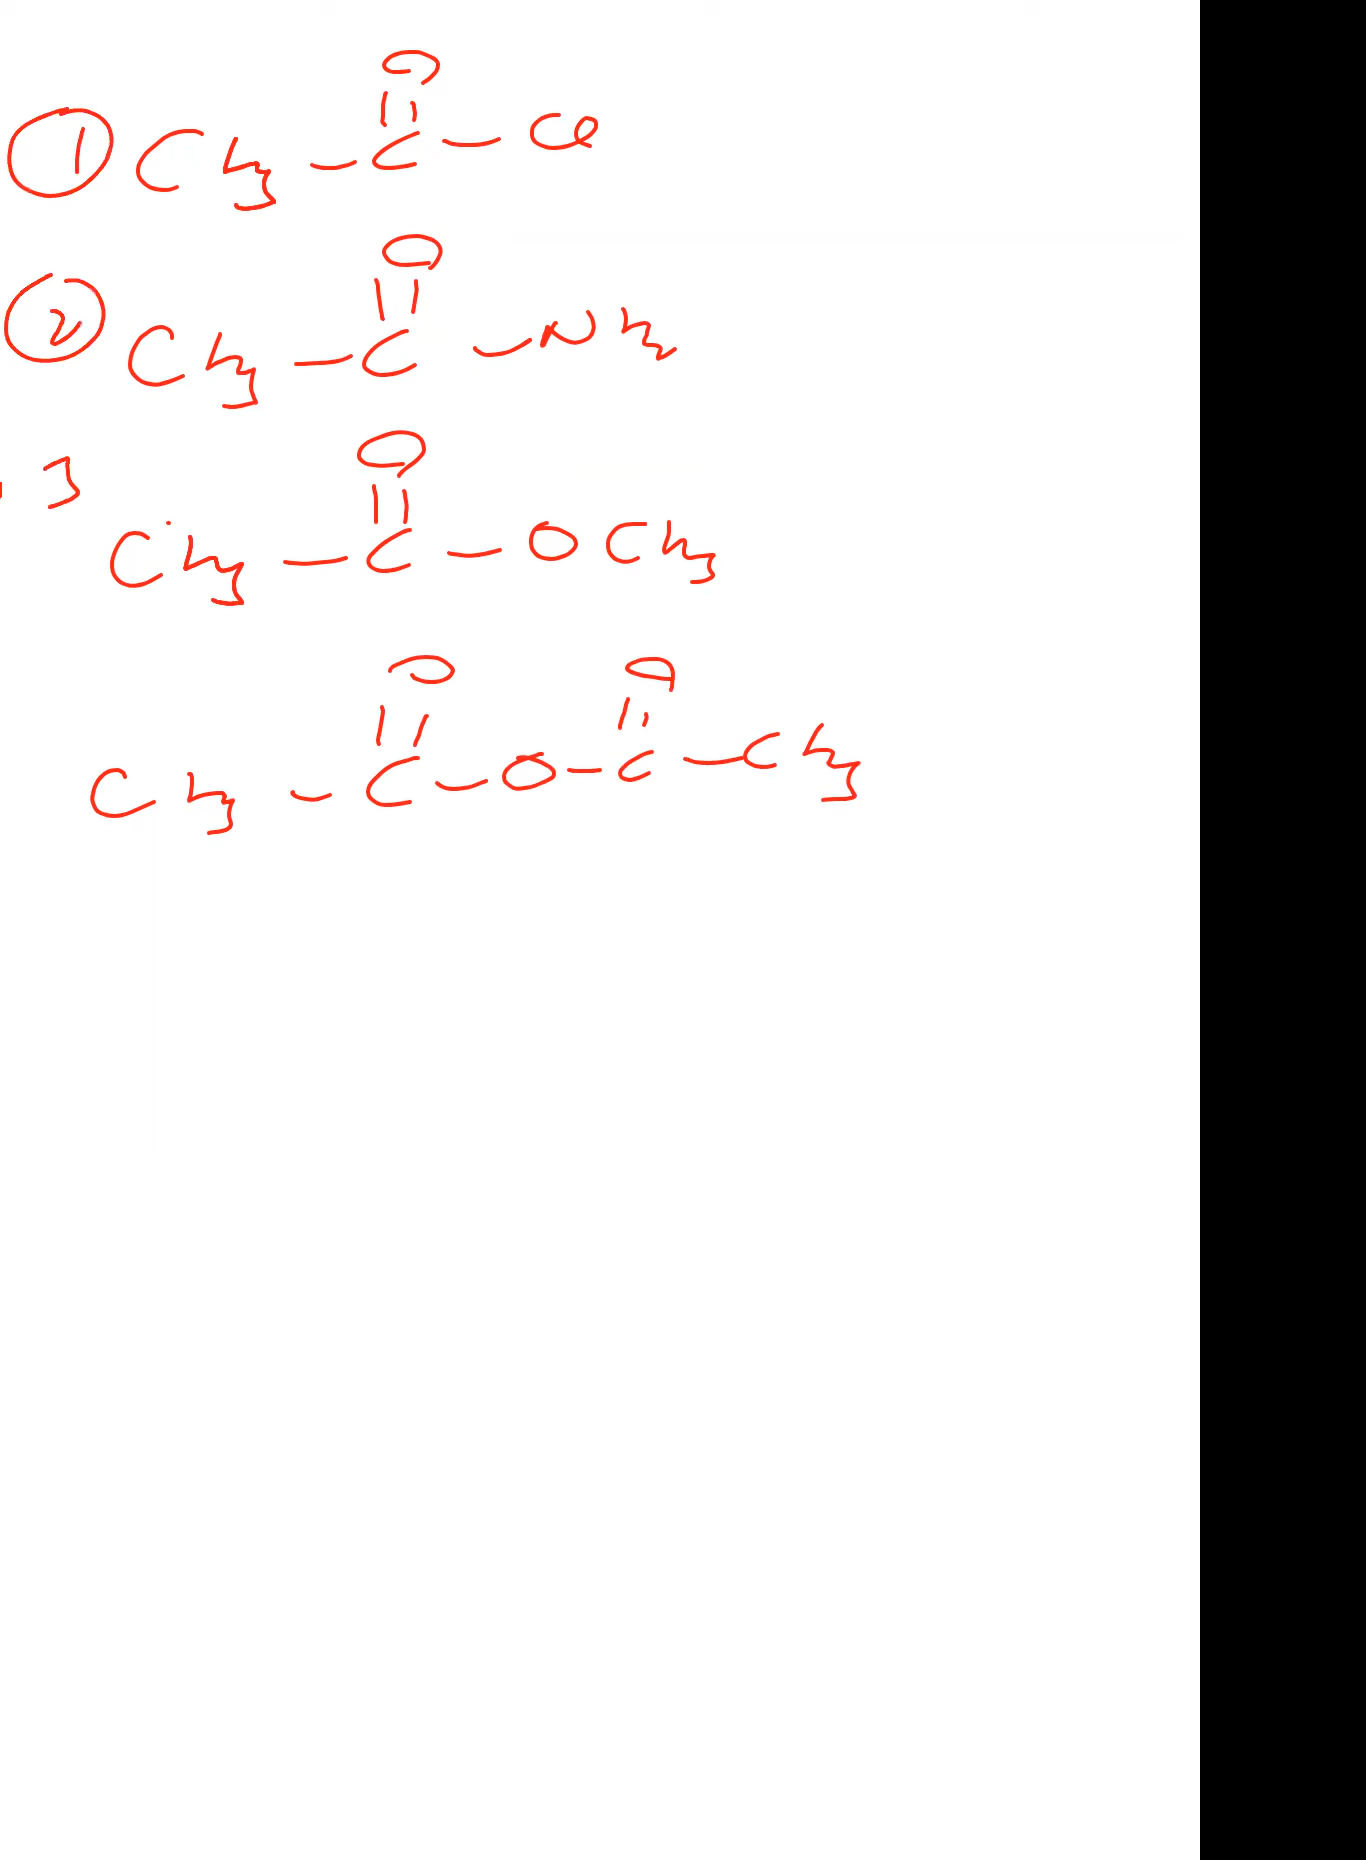 O
① CH3 - C - Cl
O
② CH3 - C - NH2
O
3
CH3 - C - OCH3
O O
CH3 - C - O - C - CH3